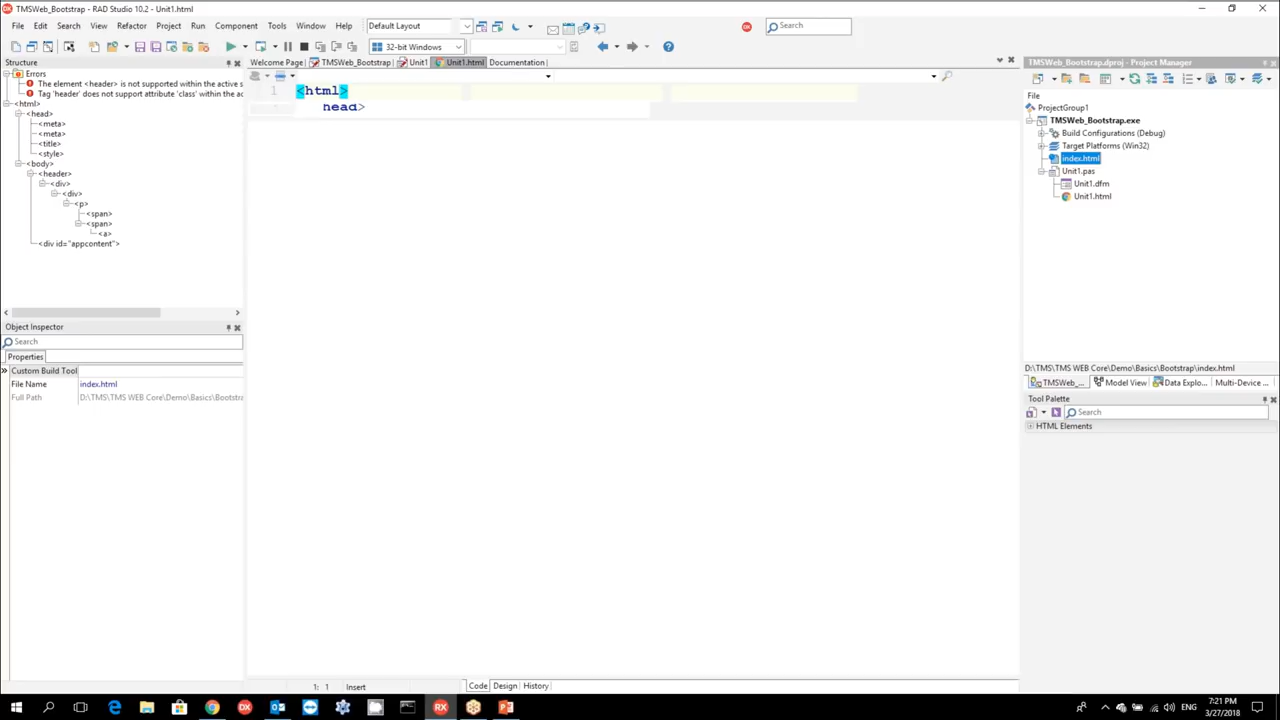 TMSWeb_Bootstrap - RAD Studio 10.2 - Unit1.html
File Edit Search View Refactor Project Run Component Tools Window Help Default Layout Search
32-bit Windows
Structure
Errors
The element <header> is not supported within the active s
Tag 'header' does not support attribute 'class' within the ac
<html>
<head>
<meta>
<meta>
<title>
<style>
<body>
<header>
<div>
<div>
<p>
<span>
<span>
<a>
<div id="appcontent">
Object Inspector
Search
Properties
Custom Build Tool
File Name index.html
Full Path D:\TMS\TMS WEB Core\Demo\Basics\Bootstra
Welcome Page TMSWeb_Bootstrap Unit1 Unit1.html Documentation
1 <html>
head>
1: 1 Insert Code Design History
TMSWeb_Bootstrap.dproj - Project Manager
File
ProjectGroup1
TMSWeb_Bootstrap.exe
Build Configurations (Debug)
Target Platforms (Win32)
index.html
Unit1.pas
Unit1.dfm
Unit1.html
D:\TMS\TMS WEB Core\Demo\Basics\Bootstrap\index.html
TMSWeb_... Model View Data Explo... Multi-Device ...
Tool Palette
Search
HTML Elements
DX RX ENG 7:21 PM
3/27/2018